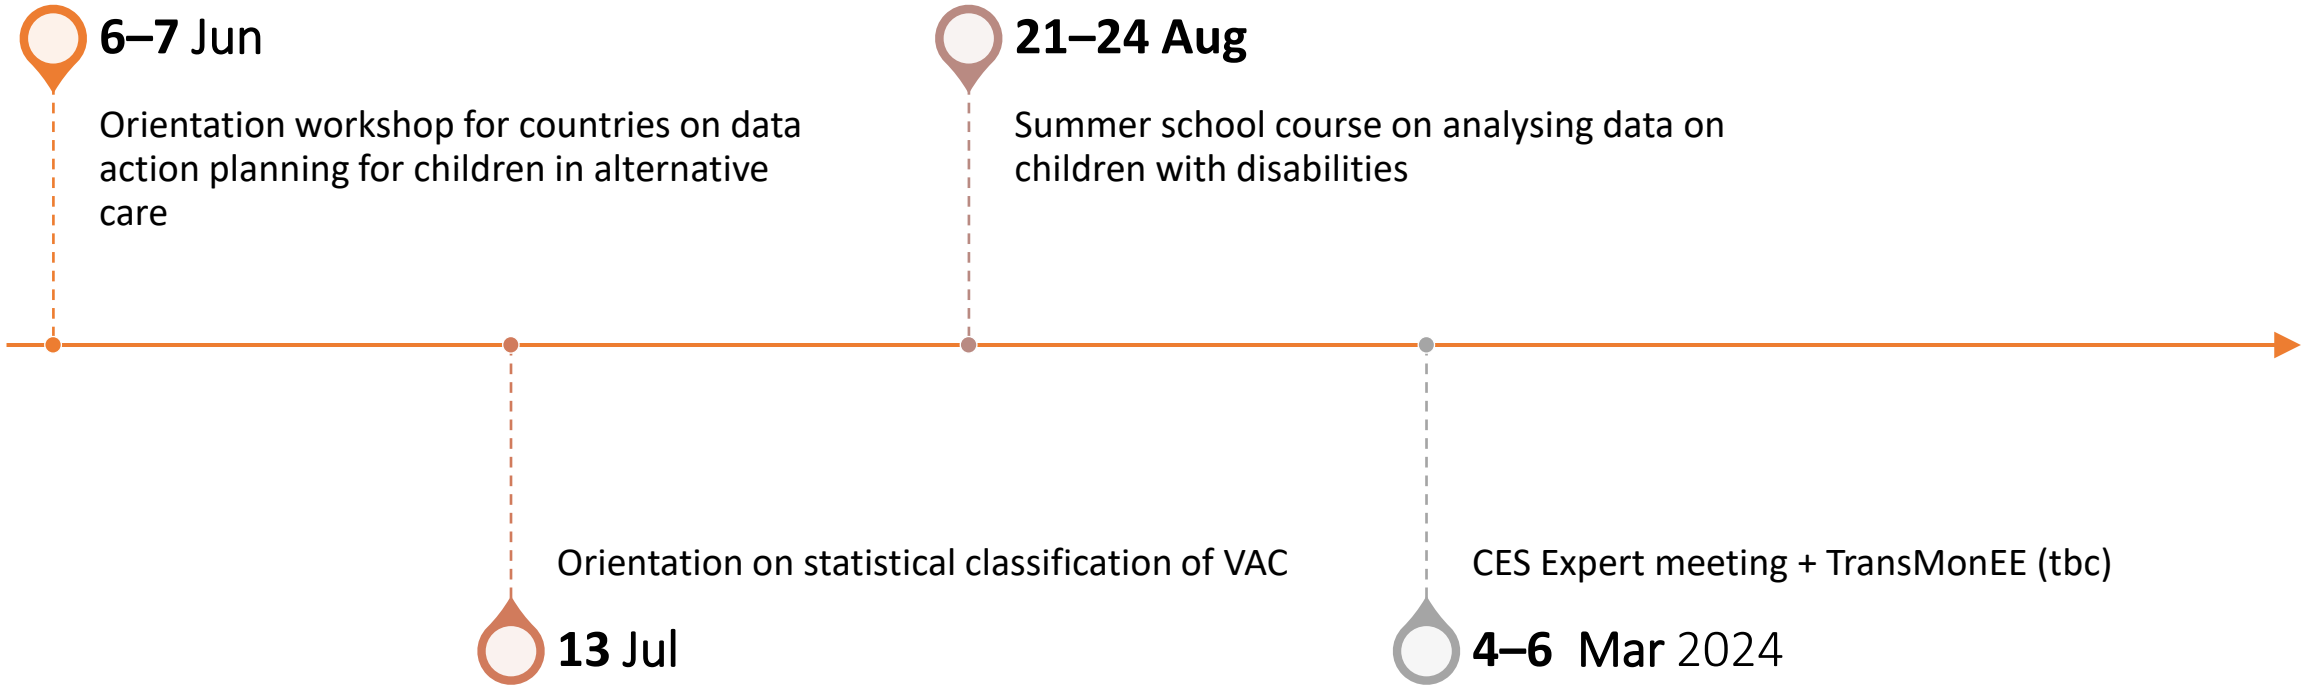 6–7 Jun
Orientation workshop for countries on data
action planning for children in alternative
care
13 Jul
Orientation on statistical classification of VAC
21–24 Aug
Summer school course on analysing data on
children with disabilities
4–6 Mar 2024
CES Expert meeting + TransMonEE (tbc)